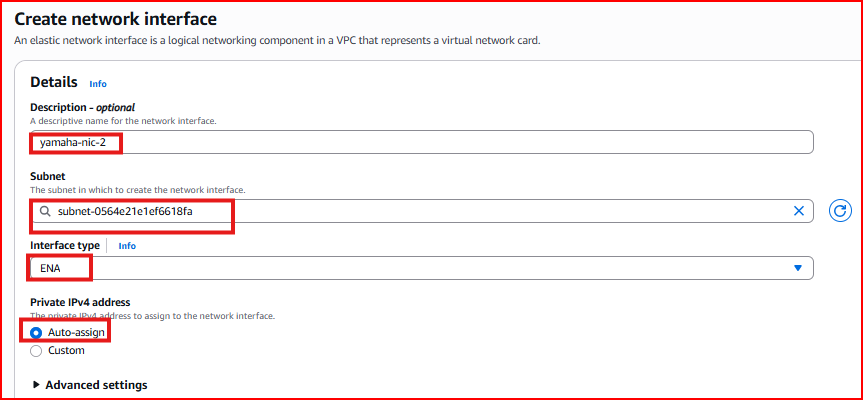 Create network interface
An elastic network interface is a logical networking component in a VPC that represents a virtual network card.
Details Info
Description - optional
A descriptive name for the network interface.
yamaha-nic-2
Subnet
The subnet in which to create the network interface.
subnet-0564e21e1ef6618fa
Interface type Info
ENA
Private IPv4 address
The private IPv4 address to assign to the network interface.
Auto-assign
Custom
Advanced settings